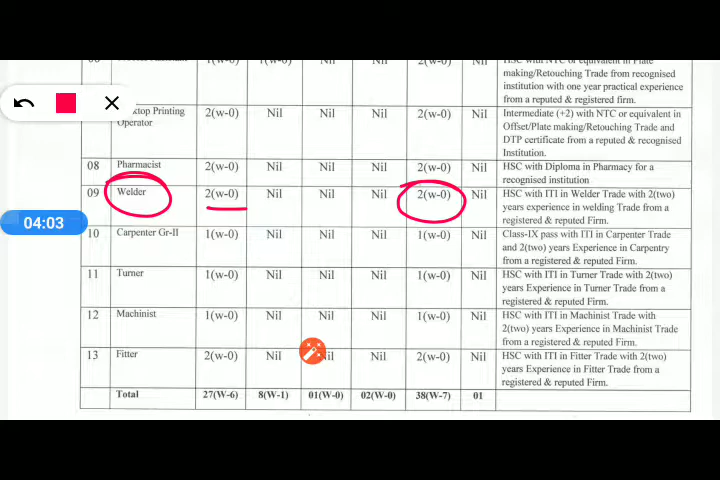 1(w-0) 1(w-0) Nil Nil 2(w-0) Nil HSC with NTC or equivalent in Plate
making/Retouching Trade from recognised
institution with one year practical experience
from a reputed & registered firm.
Printing 2(w-0) Nil Nil Nil 2(w-0) Nil Intermediate (+2) with NTC or equivalent in
Operator Offset/Plate making/Retouching Trade and
DTP certificate from a reputed & recognised
Institution.
08 Pharmacist 2(w-0) Nil Nil Nil 2(w-0) Nil HSC with Diploma in Pharmacy for a
recognised institution
09 Welder 2(w-0) Nil Nil Nil 2(w-0) Nil HSC with ITI in Welder Trade with 2(two)
years experience in welding Trade from a
registered & reputed Firm.
04:03
10 Carpenter Gr-II 1(w-0) Nil Nil Nil 1(w-0) Nil Class-IX pass with ITI in Carpenter Trade
and 2(two) years Experience in Carpentry
from a registered & reputed Firm.
11 Turner 1(w-0) Nil Nil Nil 1(w-0) Nil HSC with ITI in Turner Trade with 2(two)
years Experience in Turner Trade from a
registered & reputed Firm.
12 Machinist 1(w-0) Nil Nil Nil 1(w-0) Nil HSC with ITI in Machinist Trade with
2(two) years Experience in Machinist Trade
from a registered & reputed Firm.
13 Fitter 2(w-0) Nil Nil Nil 2(w-0) Nil HSC with ITI in Fitter Trade with 2(two)
years Experience in Fitter Trade from a
registered & reputed Firm.
Total 27(W-6) 8(W-1) 01(W-0) 02(W-0) 38(W-7) 01